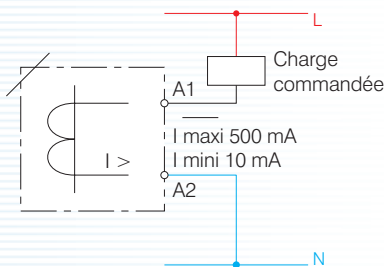 L
Charge
commandée
A1
I maxi 500 mA
I > I mini 10 mA
A2
N